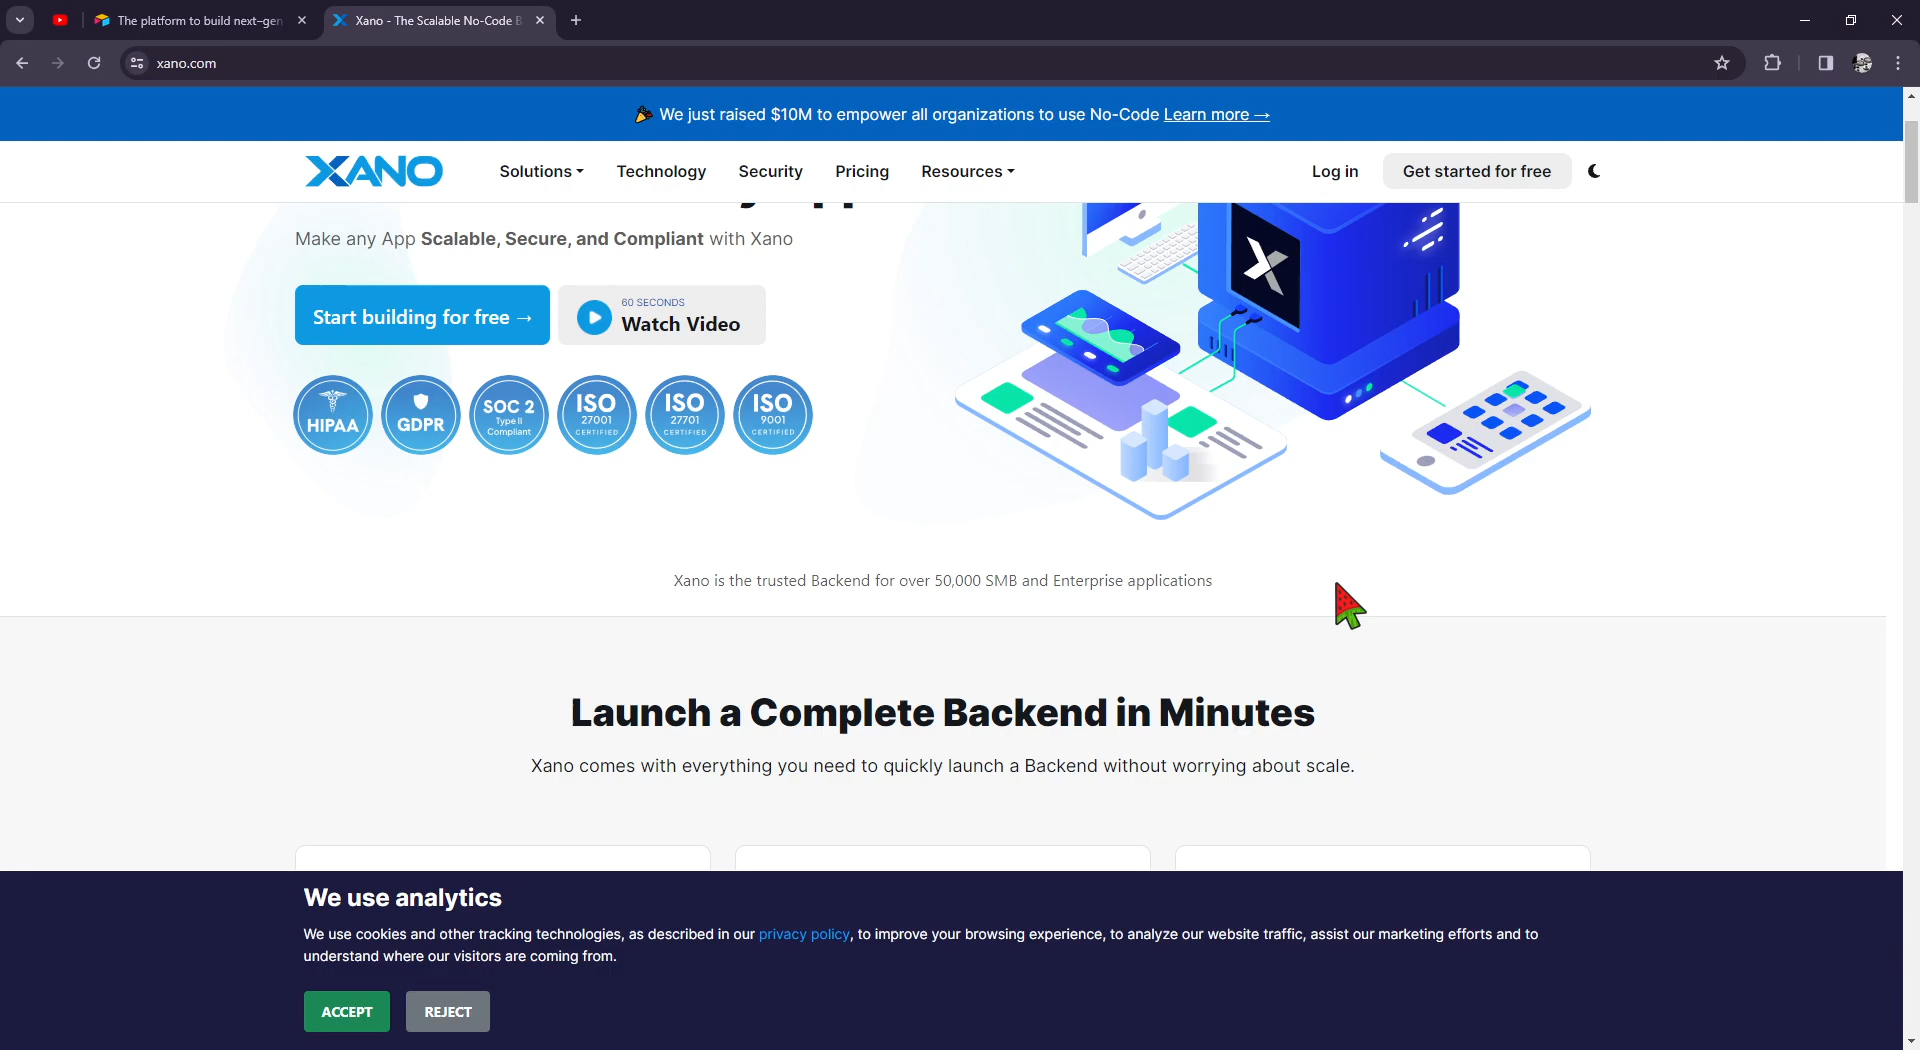 The platform to build next-gen
Xano - The Scalable No-Code B
xano.com
We just raised $10M to empower all organizations to use No-Code Learn more →
XANO
Solutions
Technology
Security
Pricing
Resources
Log in
Get started for free
Make any App Scalable, Secure, and Compliant with Xano
Start building for free →
60 SECONDS
Watch Video
HIPAA
GDPR
SOC 2
Type II
Compliant
ISO
27001
CERTIFIED
ISO
27701
CERTIFIED
ISO
9001
CERTIFIED
Xano is the trusted Backend for over 50,000 SMB and Enterprise applications
Launch a Complete Backend in Minutes
Xano comes with everything you need to quickly launch a Backend without worrying about scale.
We use analytics
We use cookies and other tracking technologies, as described in our privacy policy, to improve your browsing experience, to analyze our website traffic, assist our marketing efforts and to
understand where our visitors are coming from.
ACCEPT
REJECT